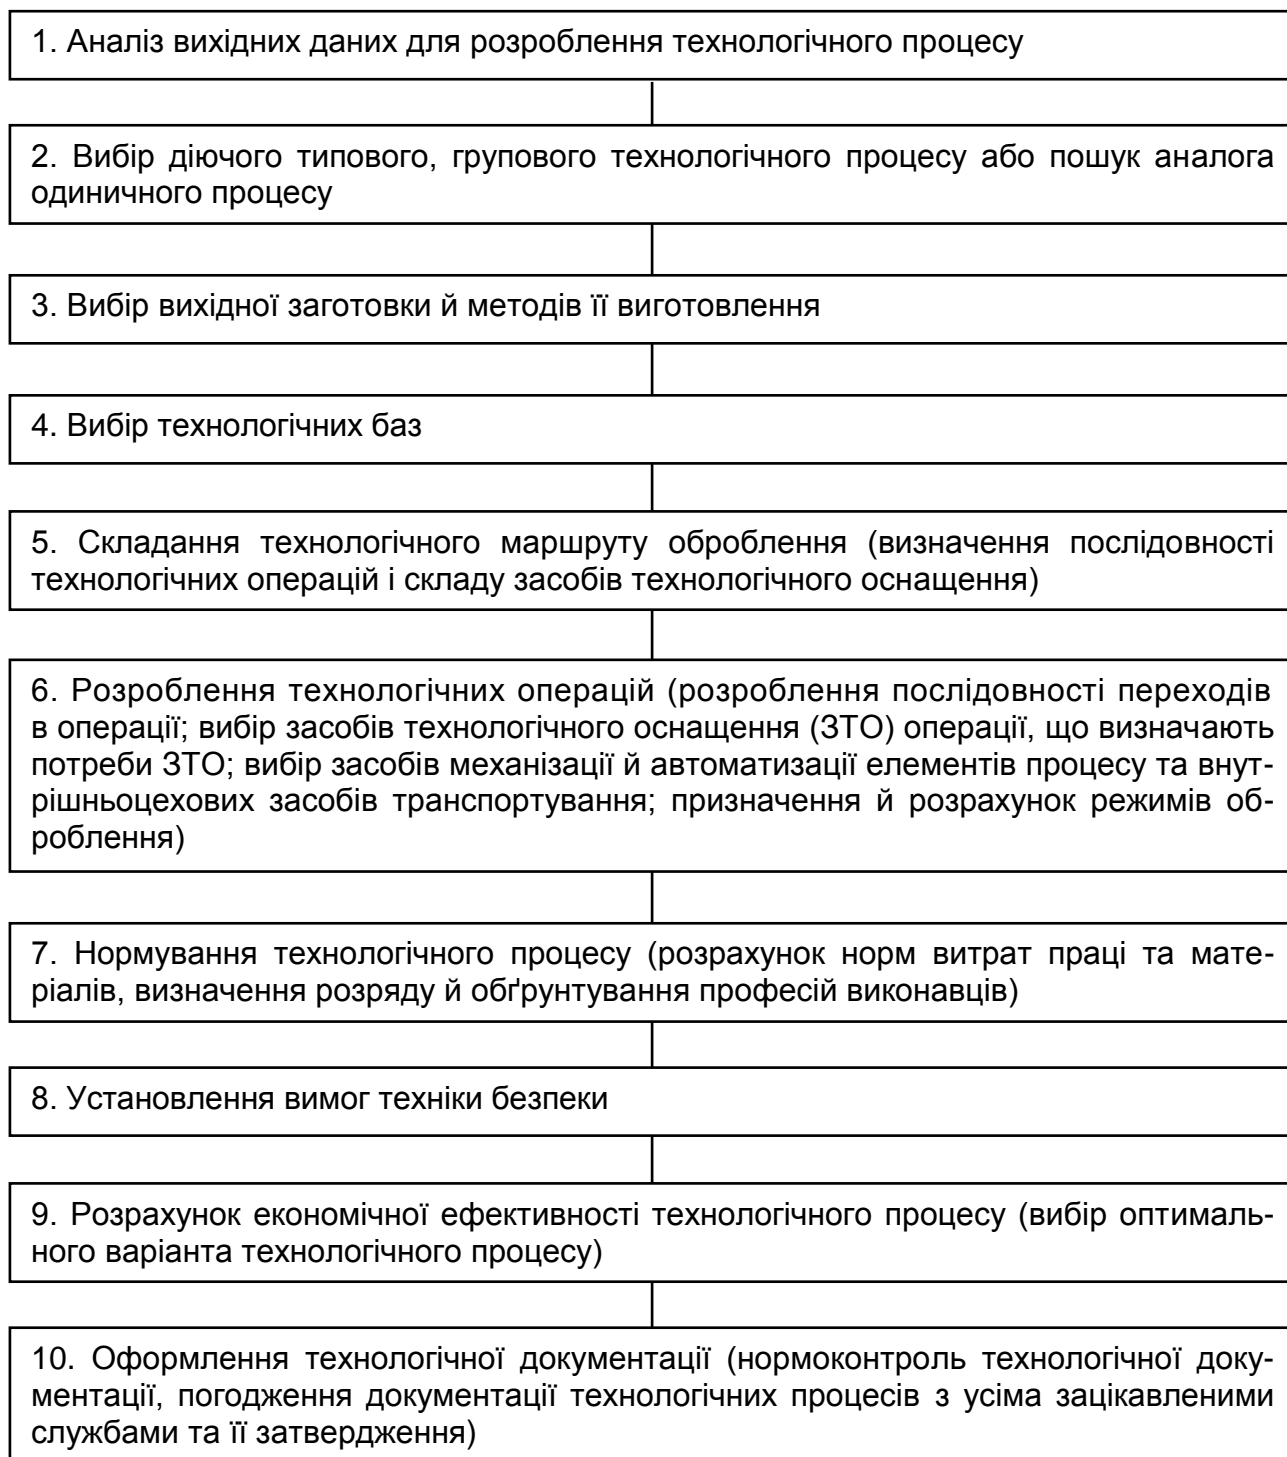 1. Аналіз вихідних даних для розроблення технологічного процесу
2. Вибір діючого типового, групового технологічного процесу або пошук аналога
одиничного процесу
3. Вибір вихідної заготовки й методів її виготовлення
4. Вибір технологічних баз
5. Складання технологічного маршруту оброблення (визначення послідовності
технологічних операцій і складу засобів технологічного оснащення)
6. Розроблення технологічних операцій (розроблення послідовності переходів
в операції; вибір засобів технологічного оснащення (ЗТО) операції, що визначають
потреби ЗТО; вибір засобів механізації й автоматизації елементів процесу та внут-
рішньоцехових засобів транспортування; призначення й розрахунок режимів об-
роблення)
7. Нормування технологічного процесу (розрахунок норм витрат праці та мате-
ріалів, визначення розряду й обґрунтування професій виконавців)
8. Установлення вимог техніки безпеки
9. Розрахунок економічної ефективності технологічного процесу (вибір оптималь-
ного варіанта технологічного процесу)
10. Оформлення технологічної документації (нормоконтроль технологічної доку-
ментації, погодження документації технологічних процесів з усіма зацікавленими
службами та її затвердження)